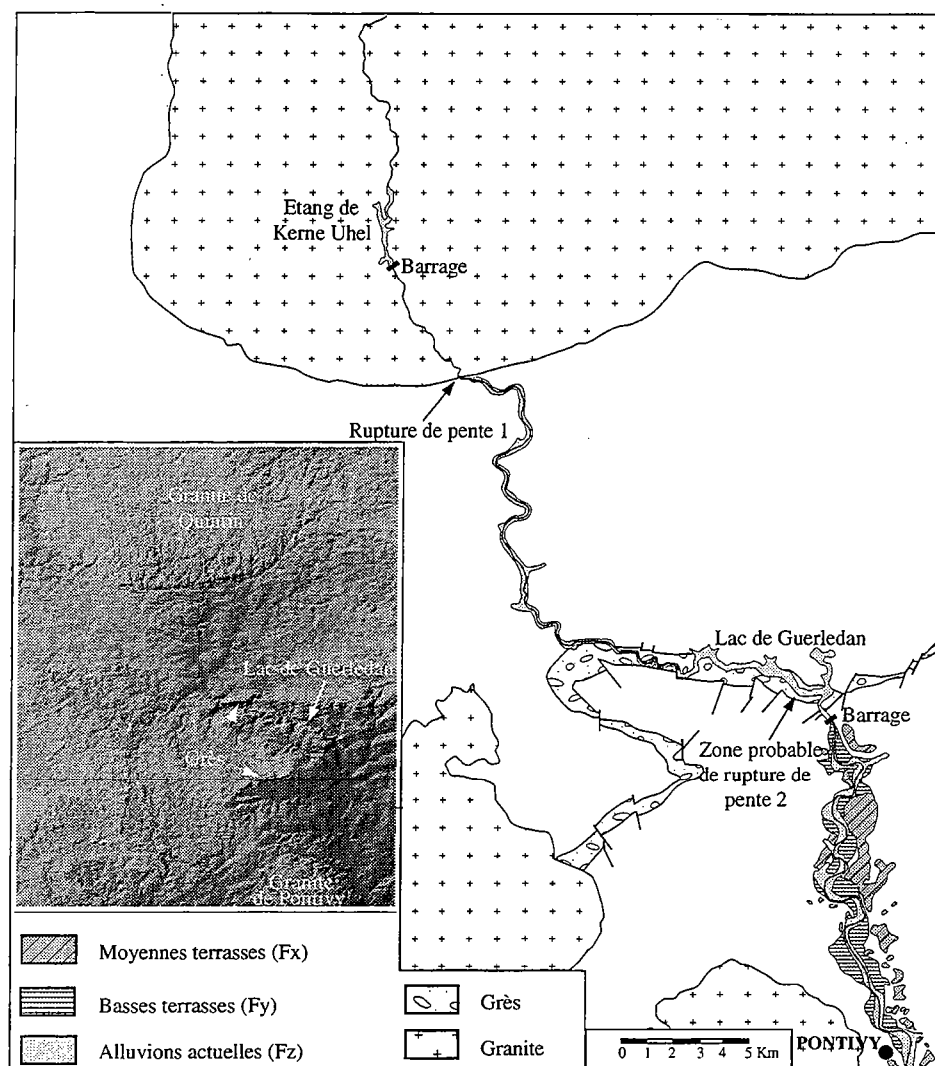 Etang de
Kerne Uhel
Barrage
Rupture de pente 1
Granite de
Quintin
Lac de Guerledan
Grès
Granite
de Pontivy
Lac de Guerledan
Barrage
Zone probable
de rupture de
pente 2
Moyennes terrasses (Fx)
Basses terrasses (Fy)
Alluvions actuelles (Fz)
Grès
Granite
0 1 2 3 4 5 Km
PONTIVY